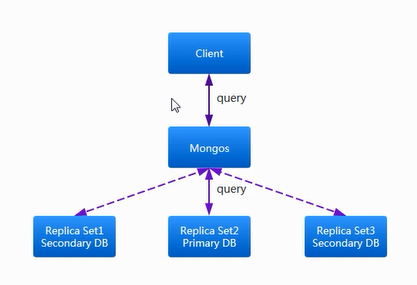 Client
query
Mongos
query
Replica Set1
Secondary DB
Replica Set2
Primary DB
Replica Set3
Secondary DB